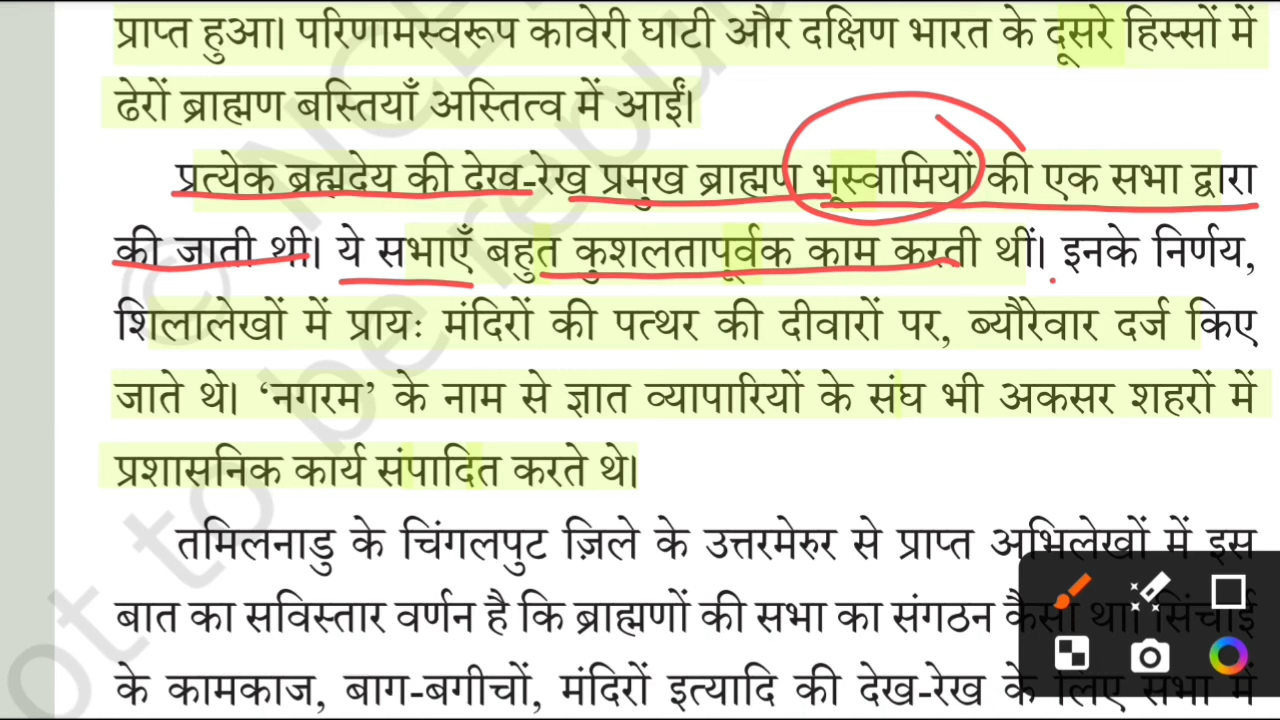 प्राप्त हुआ। परिणामस्वरूप कावेरी घाटी और दक्षिण भारत के दूसरे हिस्सों में
ढेरों ब्राह्मण बस्तियाँ अस्तित्व में आईं।
प्रत्येक ब्रह्मदेय की देख-रेख प्रमुख ब्राह्मण भूस्वामियों की एक सभा द्वारा
की जाती थी। ये सभाएँ बहुत कुशलतापूर्वक काम करती थीं। इनके निर्णय,
शिलालेखों में प्रायः मंदिरों की पत्थर की दीवारों पर, ब्यौरेवार दर्ज किए
जाते थे। ‘नगरम’ के नाम से ज्ञात व्यापारियों के संघ भी अकसर शहरों में
प्रशासनिक कार्य संपादित करते थे।
तमिलनाडु के चिंगलपुट ज़िले के उत्तरमेरुर से प्राप्त अभिलेखों में इस
बात का सविस्तार वर्णन है कि ब्राह्मणों की सभा का संगठन कैसा था। सिंचाई
के कामकाज, बाग-बगीचों, मंदिरों इत्यादि की देख-रेख के लिए सभा में